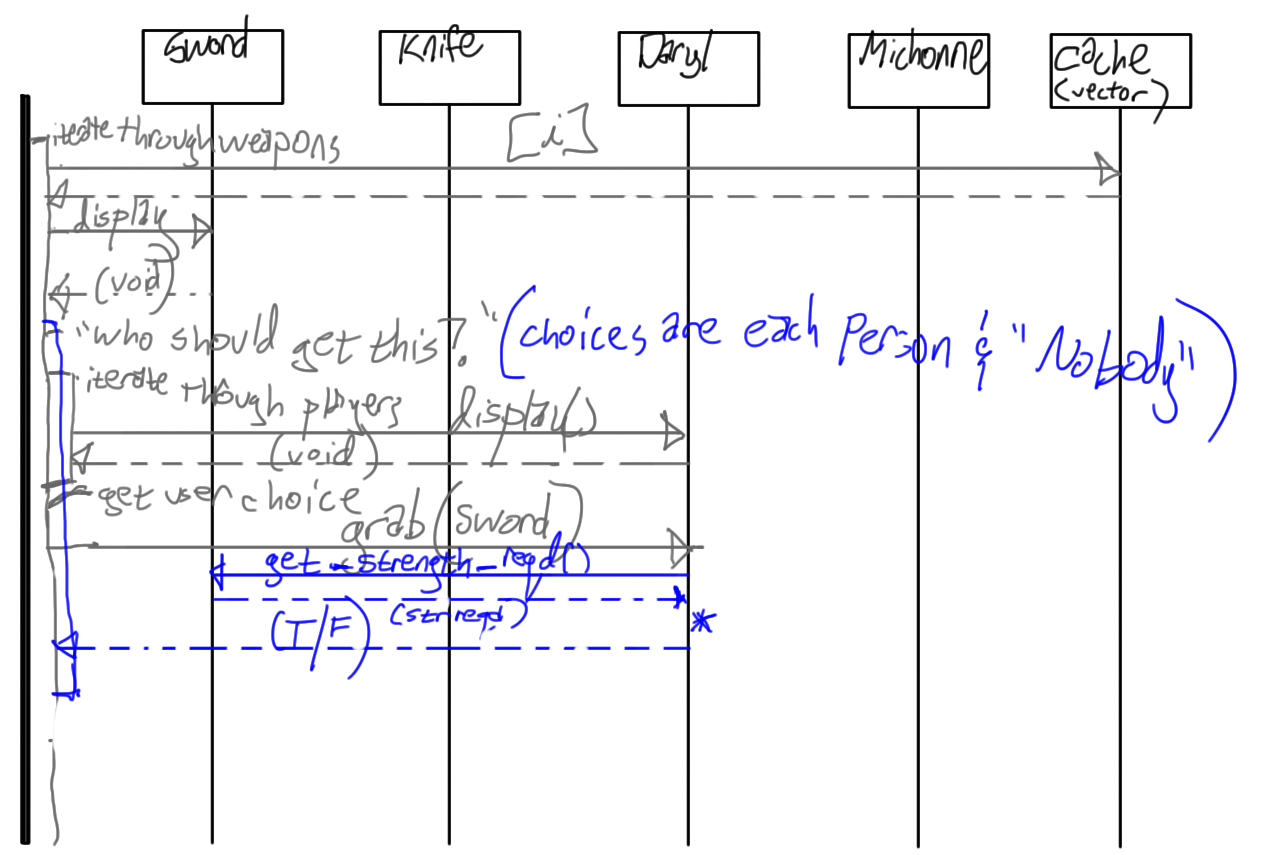 Sword
Knife
Daryl
Michonne
Cache
(vector)
iterate through weapons
[i]
display
(void)
"who should get this?" (choices are each Person & "Nobody")
iterate through players
display()
(void)
get user choice
grab(sword)
get_strength_reqd()
(str reqd)
*
(T/F)